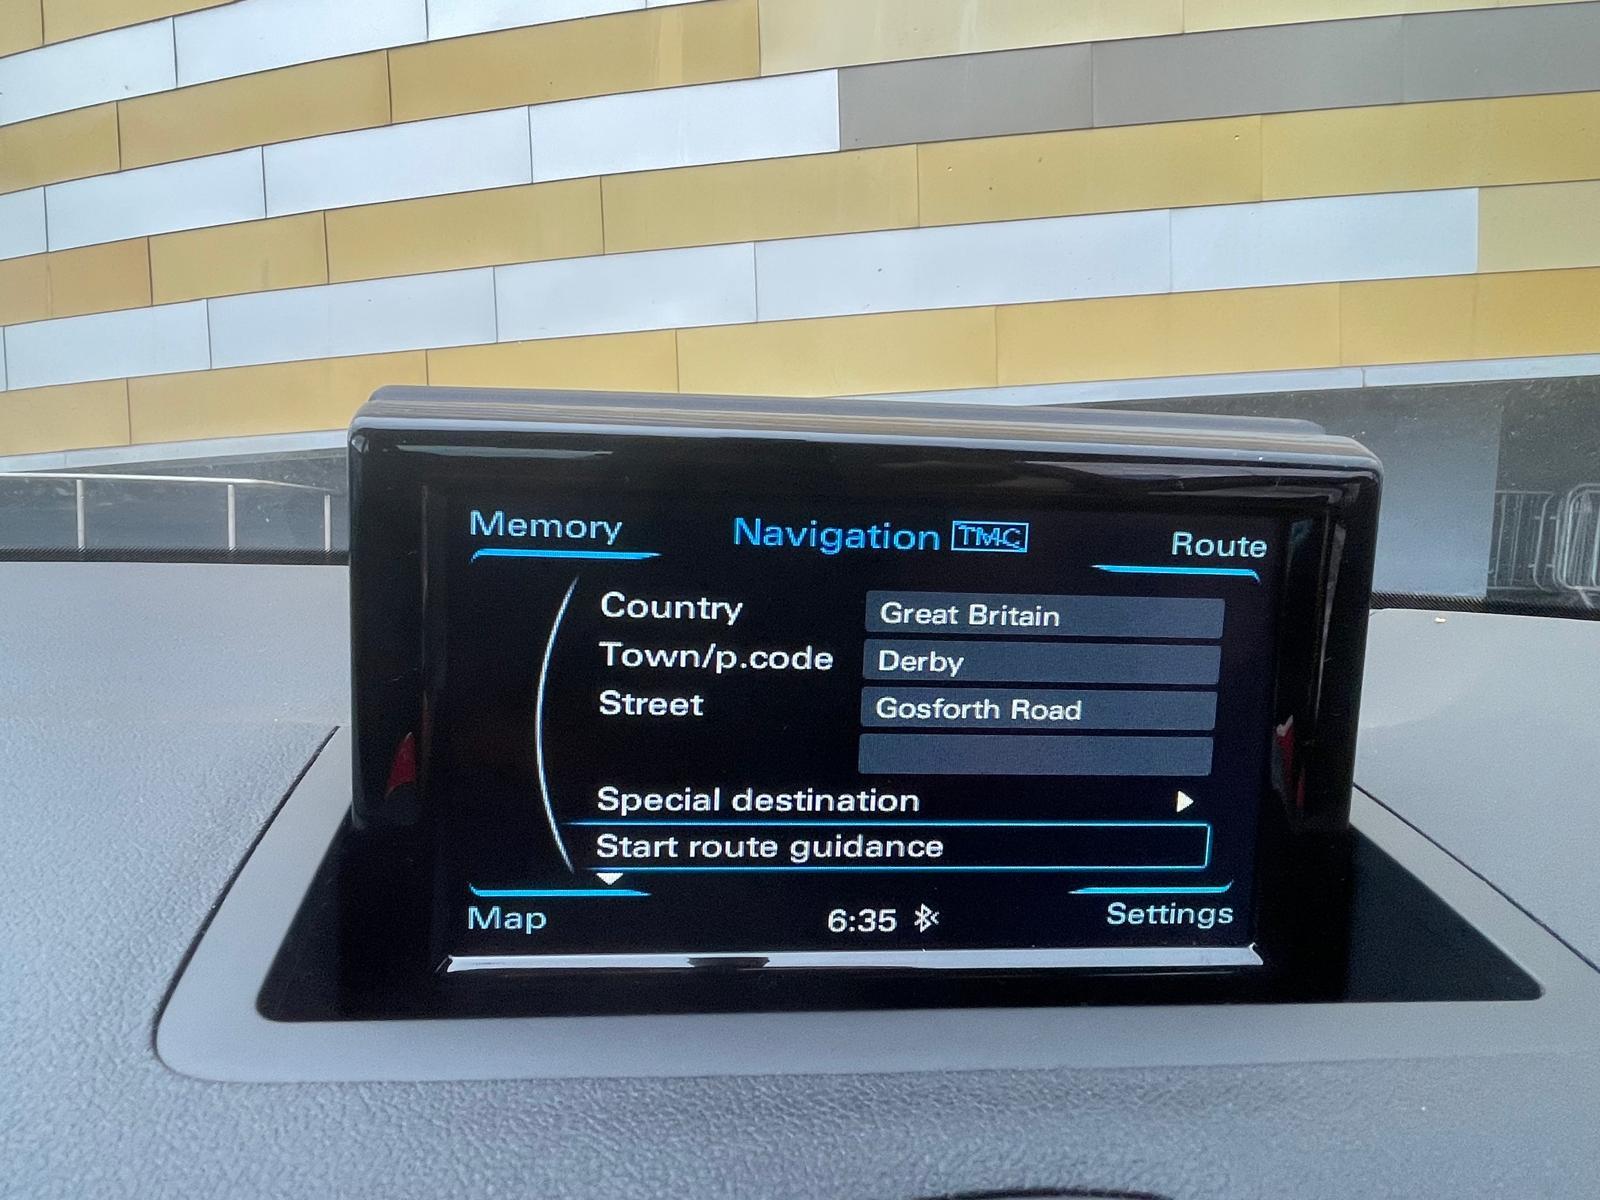 Memory
Navigation TMC
Route
Country Great Britain
Town/p.code Derby
Street Gosforth Road
Special destination
Start route guidance
Map
6:35
Settings